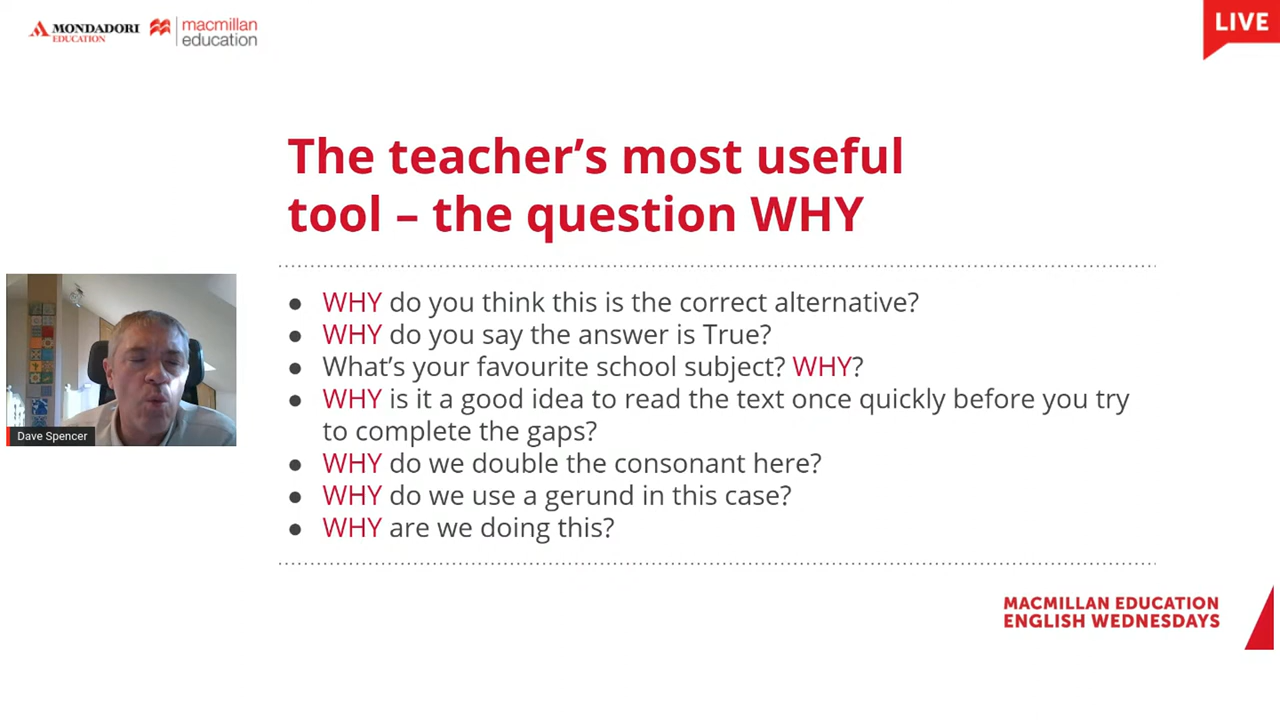 MONDADORI
EDUCATION
macmillan
education
LIVE
The teacher’s most useful
tool – the question WHY
● WHY do you think this is the correct alternative?
● WHY do you say the answer is True?
● What’s your favourite school subject? WHY?
● WHY is it a good idea to read the text once quickly before you try
to complete the gaps?
● WHY do we double the consonant here?
● WHY do we use a gerund in this case?
● WHY are we doing this?
Dave Spencer
MACMILLAN EDUCATION
ENGLISH WEDNESDAYS